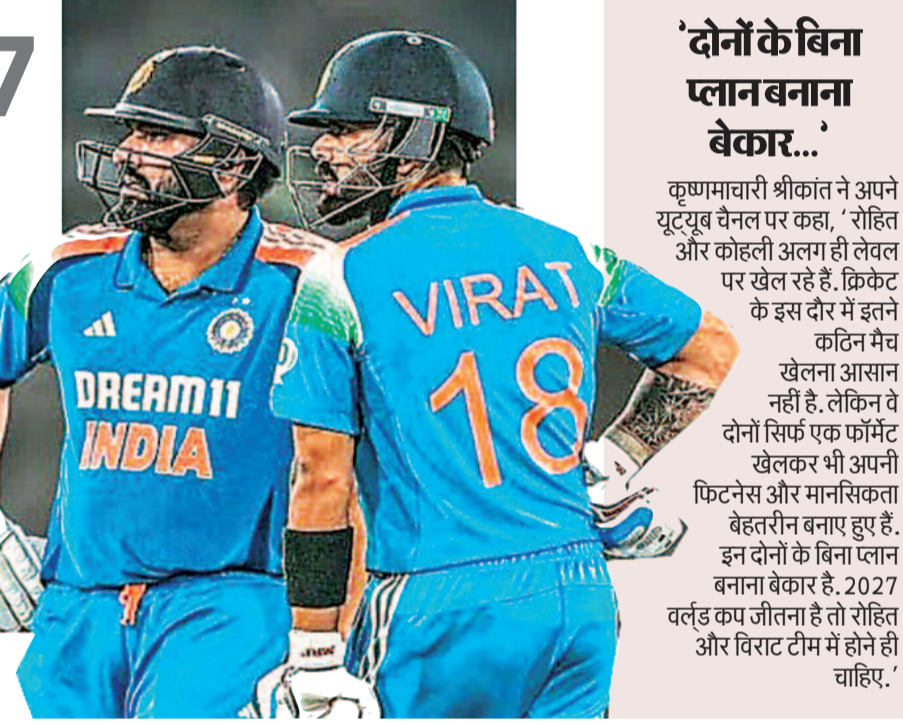 7
'दोनों के बिना
प्लान बनाना
बेकार...'
कृष्णमाचारी श्रीकांत ने अपने
यूट्यूब चैनल पर कहा, 'रोहित
और कोहली अलग ही लेवल
पर खेल रहे हैं. क्रिकेट
के इस दौर में इतने
कठिन मैच
खेलना आसान
नहीं है. लेकिन वे
दोनों सिर्फ एक फॉर्मेट
खेलकर भी अपनी
फिटनेस और मानसिकता
बेहतरीन बनाए हुए हैं.
इन दोनों के बिना प्लान
बनाना बेकार है. 2027
वर्ल्ड कप जीतना है तो रोहित
और विराट टीम में होने ही
चाहिए.'
DREAM11
INDIA
VIRAT
18